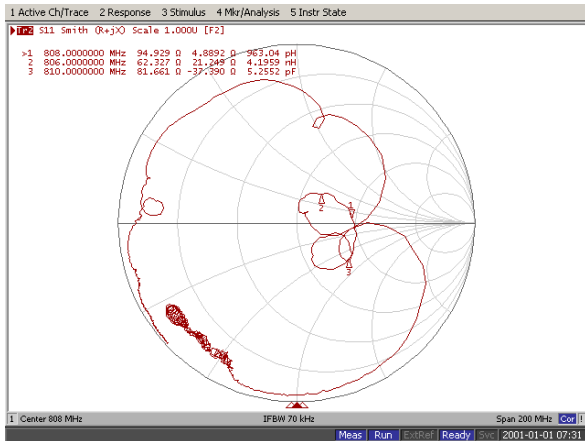 1 Active Ch/Trace 2 Response 3 Stimulus 4 Mkr/Analysis 5 Instr State
Tr2 S11 Smith (R+jX) Scale 1.000U [F2]
>1 808.0000000 MHz 94.929 Ω 4.8892 Ω 963.04 pH
2 806.0000000 MHz 62.327 Ω 21.249 Ω 4.1959 nH
3 810.0000000 MHz 81.661 Ω -37.390 Ω 5.2552 pF
1
2
3
1 Center 808 MHz IFBW 70 kHz Span 200 MHz Cor !
Meas Run ExtRef Ready Svc 2001-01-01 07:31